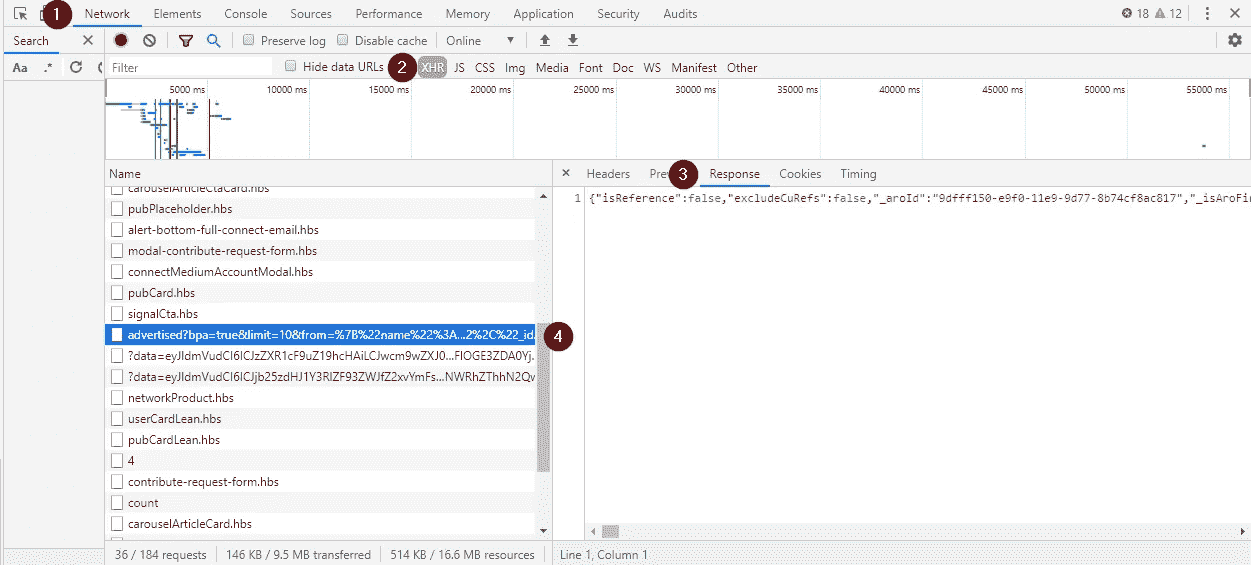 1 Network Elements Console Sources Performance Memory Application Security Audits 18 12
Search Preserve log Disable cache Online
Aa .* Filter Hide data URLs 2 XHR JS CSS Img Media Font Doc WS Manifest Other
5000 ms 10000 ms 15000 ms 20000 ms 25000 ms 30000 ms 35000 ms 40000 ms 45000 ms 50000 ms 55000 ms
Name Headers 3 Response Cookies Timing
carouselArticleCtaCard.hbs
1 {"isReference":false,"excludeCuRefs":false,"_aroId":"9dfff150-e9f0-11e9-9d77-8b74cf8ac817","_isAroFi
pubPlaceholder.hbs
alert-bottom-full-connect-email.hbs
modal-contribute-request-form.hbs
connectMediumAccountModal.hbs
pubCard.hbs
signalCta.hbs
advertised?bpa=true&limit=10&from=%7B%22name%22%3A...2%2C%22_id. 4
networkProduct.hbs
userCardLean.hbs
pubCardLean.hbs
4
contribute-request-form.hbs
count
carouselArticleCard.hbs
36 / 184 requests 146 KB / 9.5 MB transferred 514 KB / 16.6 MB resources Line 1, Column 1